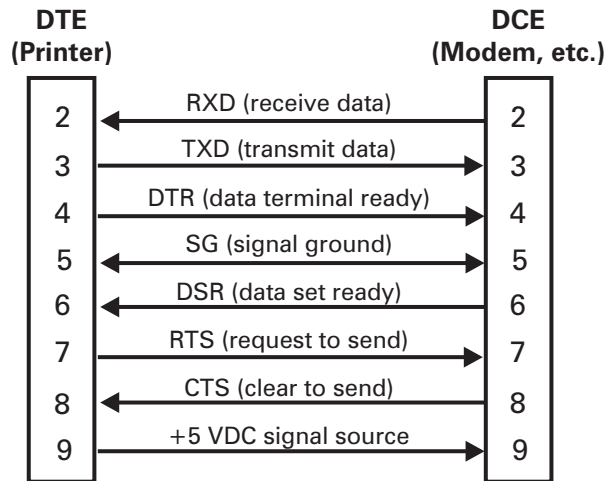 DTE DCE
(Printer) (Modem, etc.)
2 RXD (receive data) 2
3 TXD (transmit data) 3
4 DTR (data terminal ready) 4
5 SG (signal ground) 5
6 DSR (data set ready) 6
7 RTS (request to send) 7
8 CTS (clear to send) 8
9 +5 VDC signal source 9